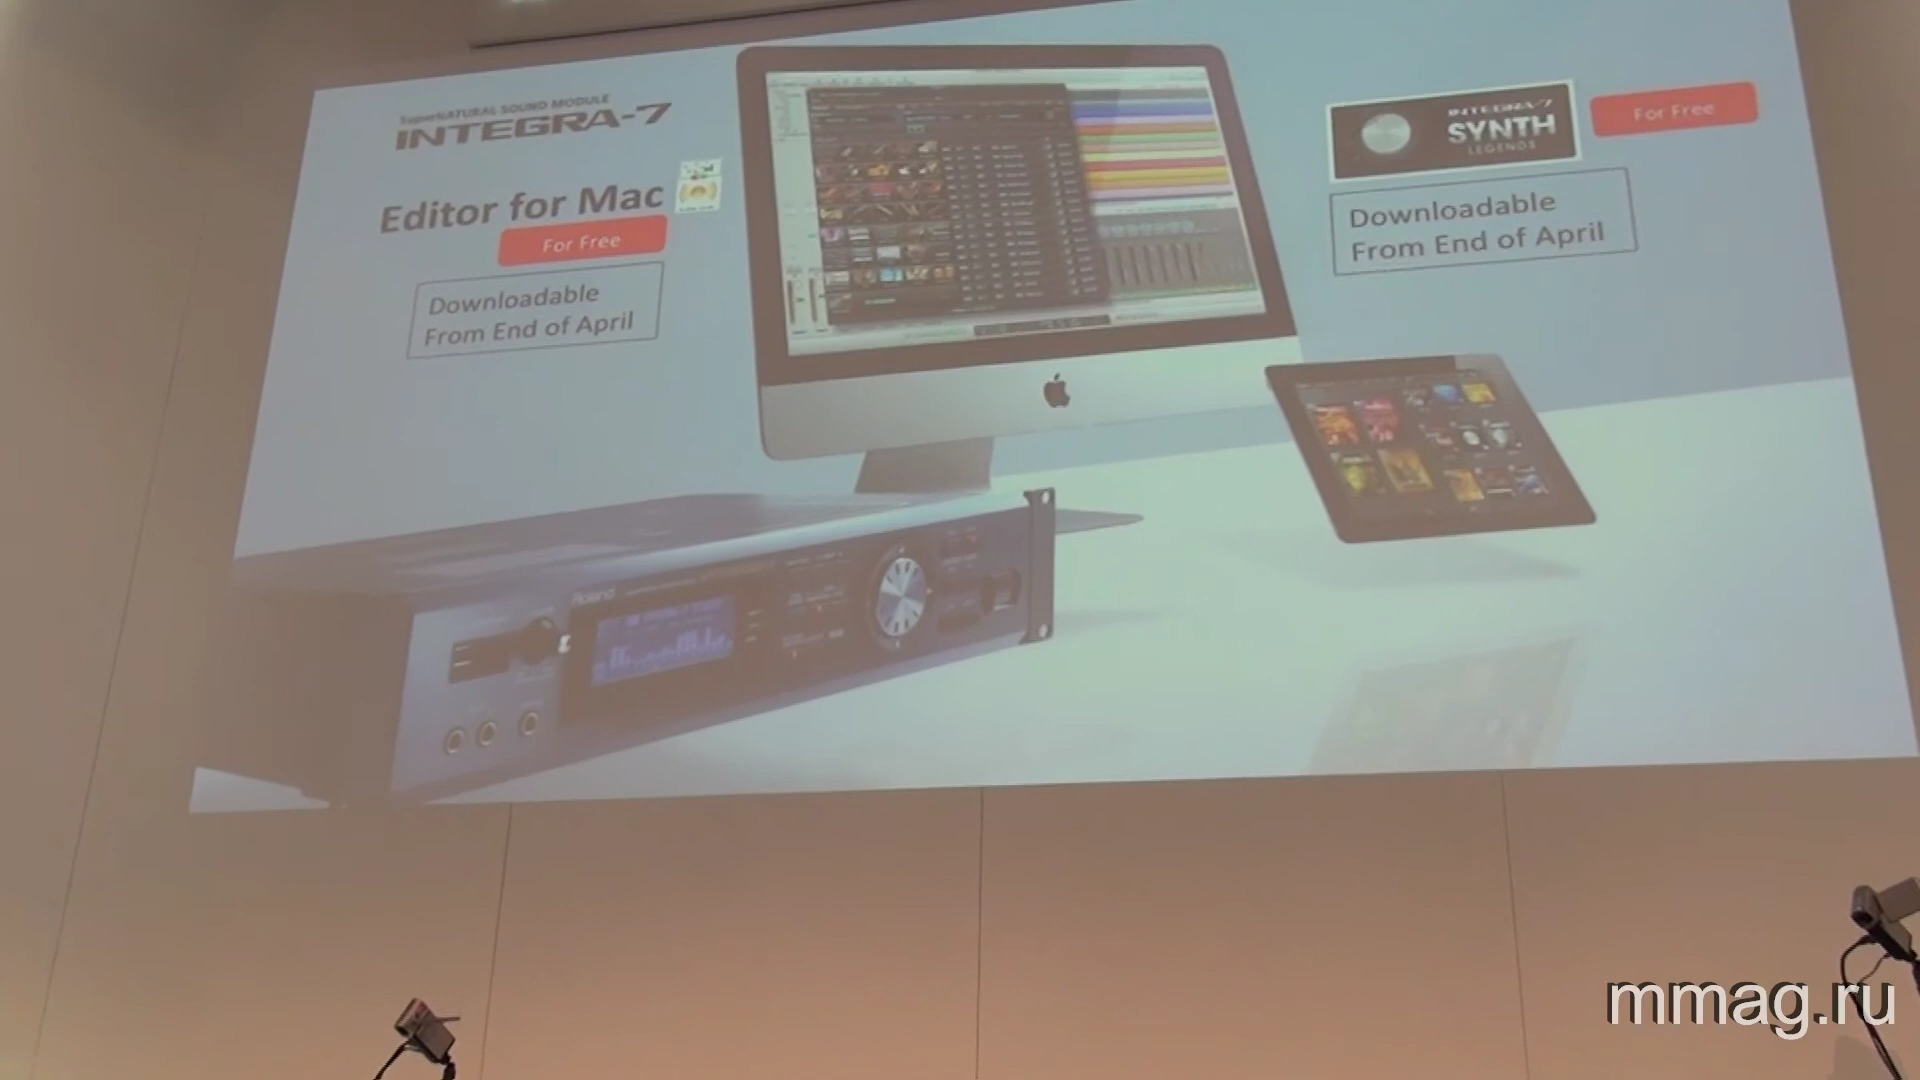 SuperNATURAL SOUND MODULE
INTEGRA-7
Editor for Mac
For Free
Downloadable
From End of April
INTEGRA-7
SYNTH
LEGENDS
For Free
Downloadable
From End of April
Roland
mmag.ru